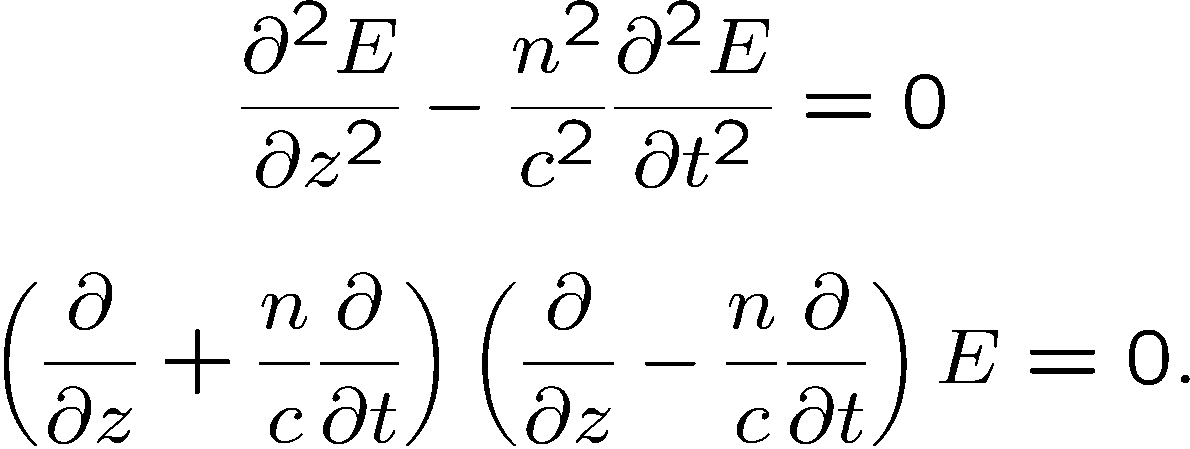 ∂²E/∂z² − n²/c² ∂²E/∂t² = 0
(∂/∂z + n/c ∂/∂t) (∂/∂z − n/c ∂/∂t) E = 0.